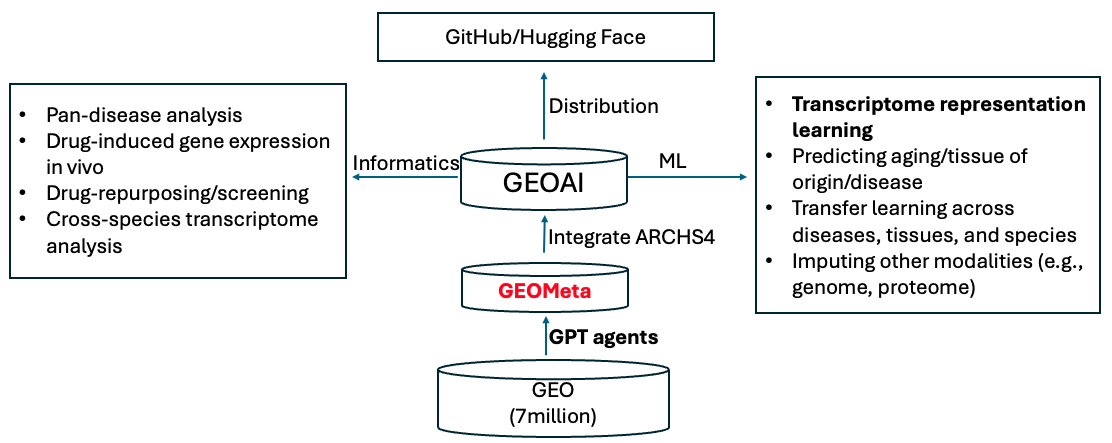 GitHub/Hugging Face
Distribution
• Pan-disease analysis
• Drug-induced gene expression
in vivo
• Drug-repurposing/screening
• Cross-species transcriptome
analysis
Informatics
GEOAI
ML
• Transcriptome representation
learning
• Predicting aging/tissue of
origin/disease
• Transfer learning across
diseases, tissues, and species
• Imputing other modalities (e.g.,
genome, proteome)
Integrate ARCHS4
GEOMeta
GPT agents
GEO
(7million)